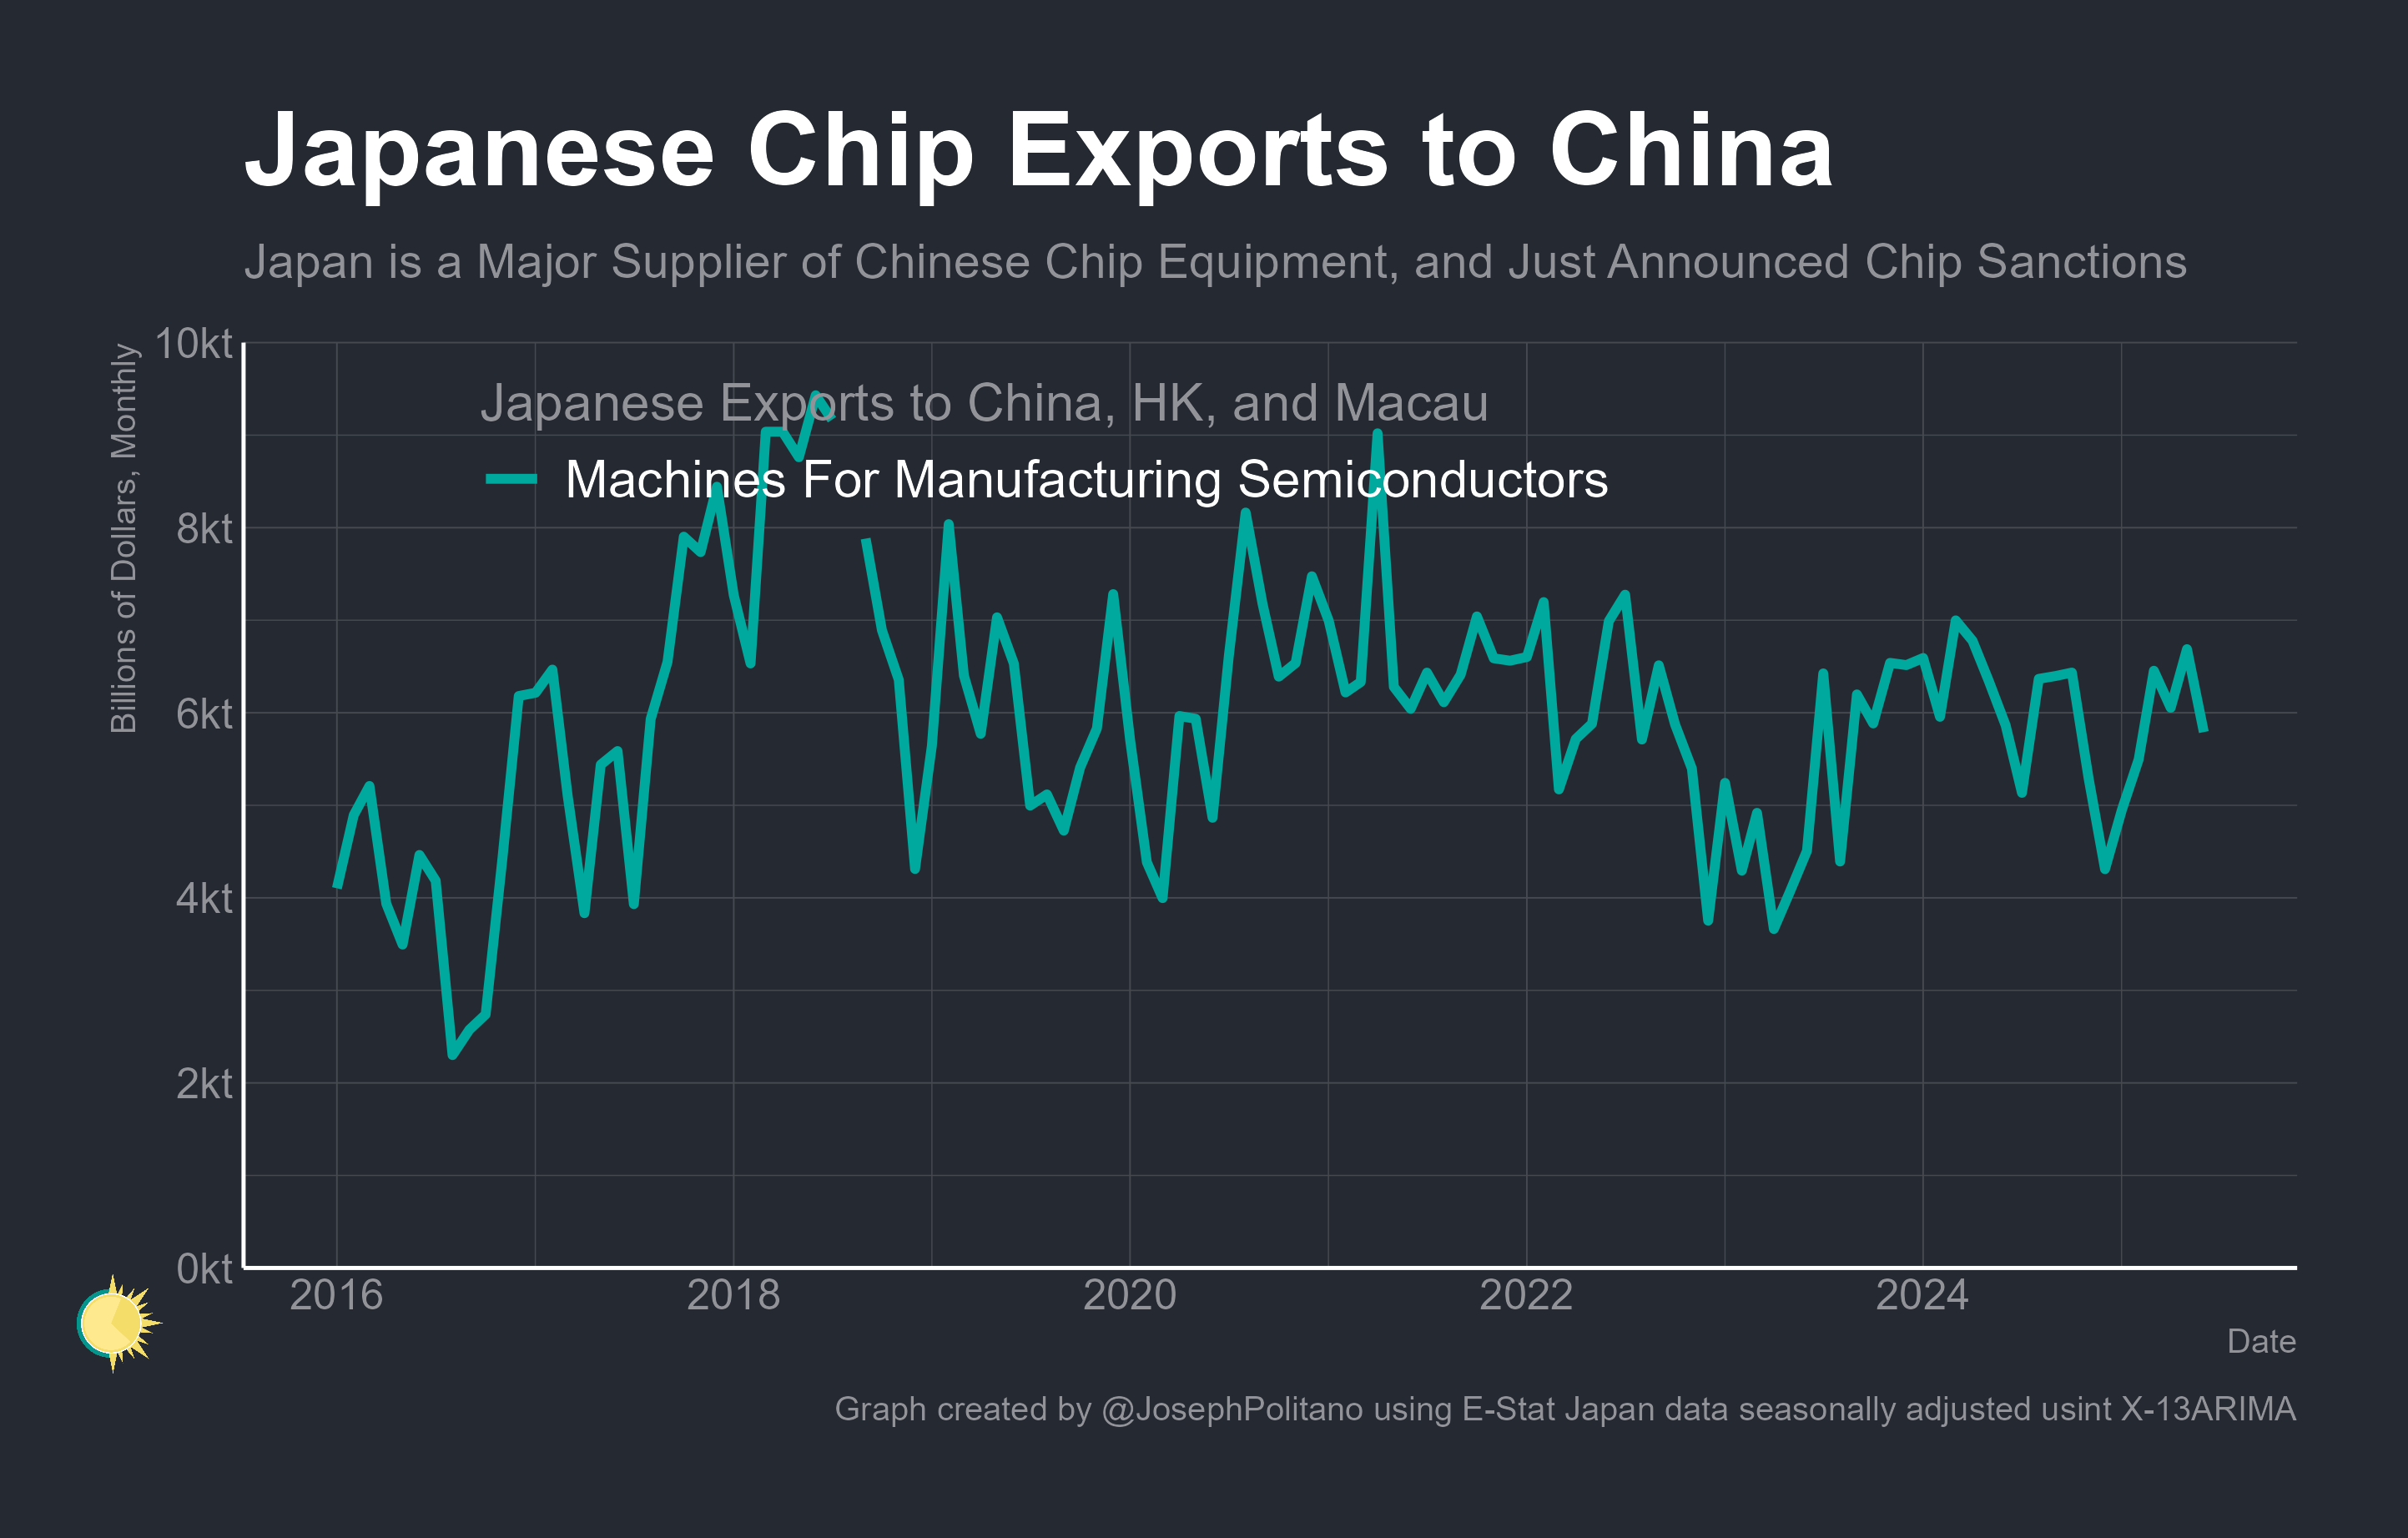 Japanese Chip Exports to China
Japan is a Major Supplier of Chinese Chip Equipment, and Just Announced Chip Sanctions
Billions of Dollars, Monthly
10kt
8kt
6kt
4kt
2kt
0kt
Japanese Exports to China, HK, and Macau
Machines For Manufacturing Semiconductors
2016
2018
2020
2022
2024
Date
Graph created by @JosephPolitano using E-Stat Japan data seasonally adjusted usint X-13ARIMA